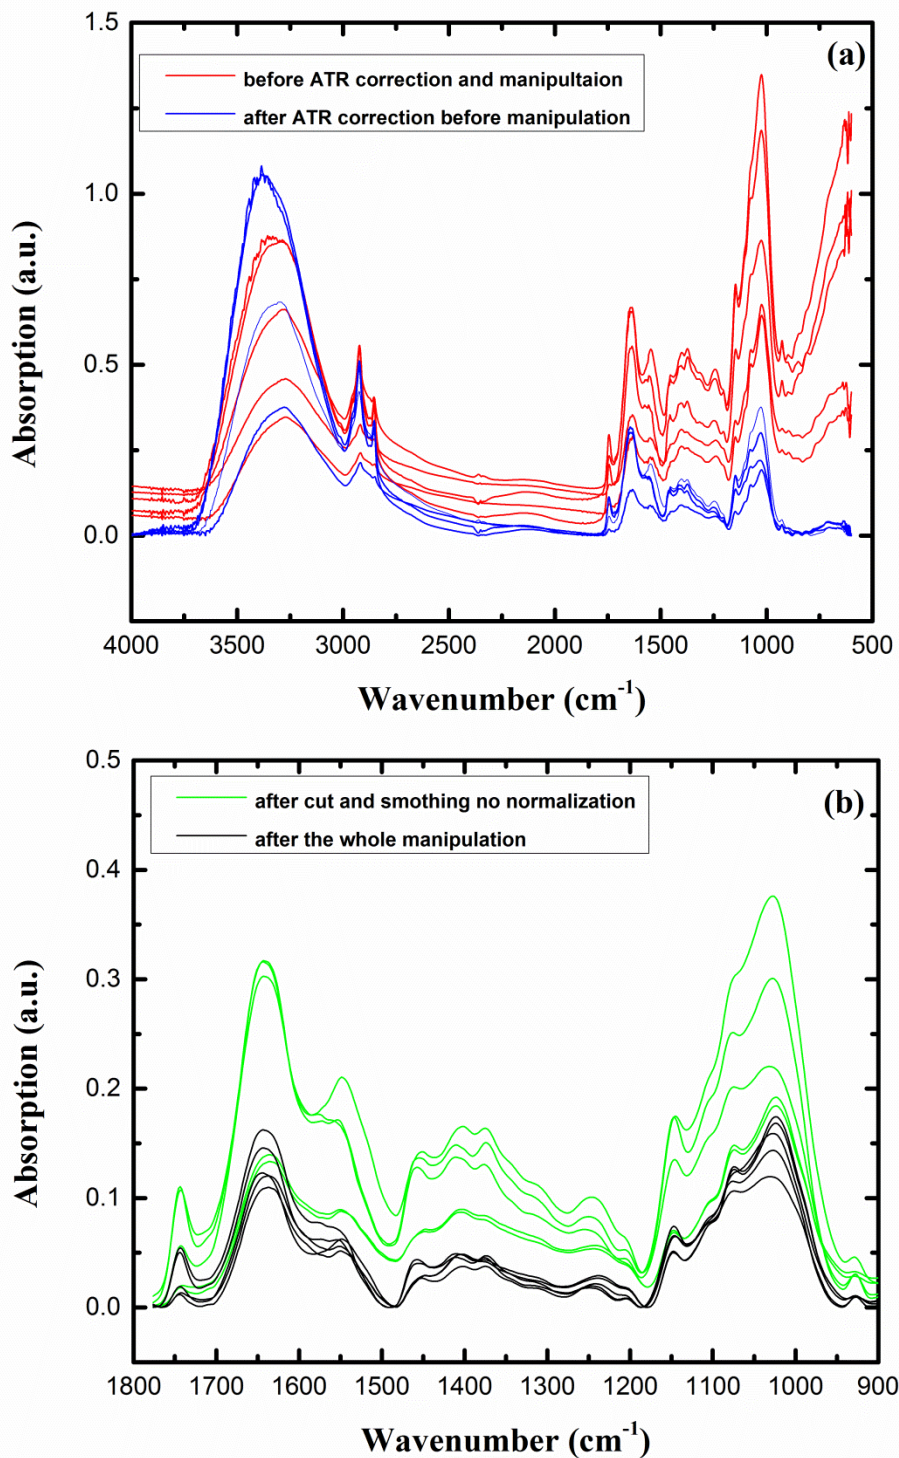 1.5
(a)
before ATR correction and manipultaion
after ATR correction before manipulation
1.0
Absorption (a.u.)
0.5
0.0
4000 3500 3000 2500 2000 1500 1000 500
Wavenumber (cm⁻¹)
0.5
after cut and smothing no normalization
(b)
after the whole manipulation
0.4
0.3
Absorption (a.u.)
0.2
0.1
0.0
1800 1700 1600 1500 1400 1300 1200 1100 1000 900
Wavenumber (cm⁻¹)